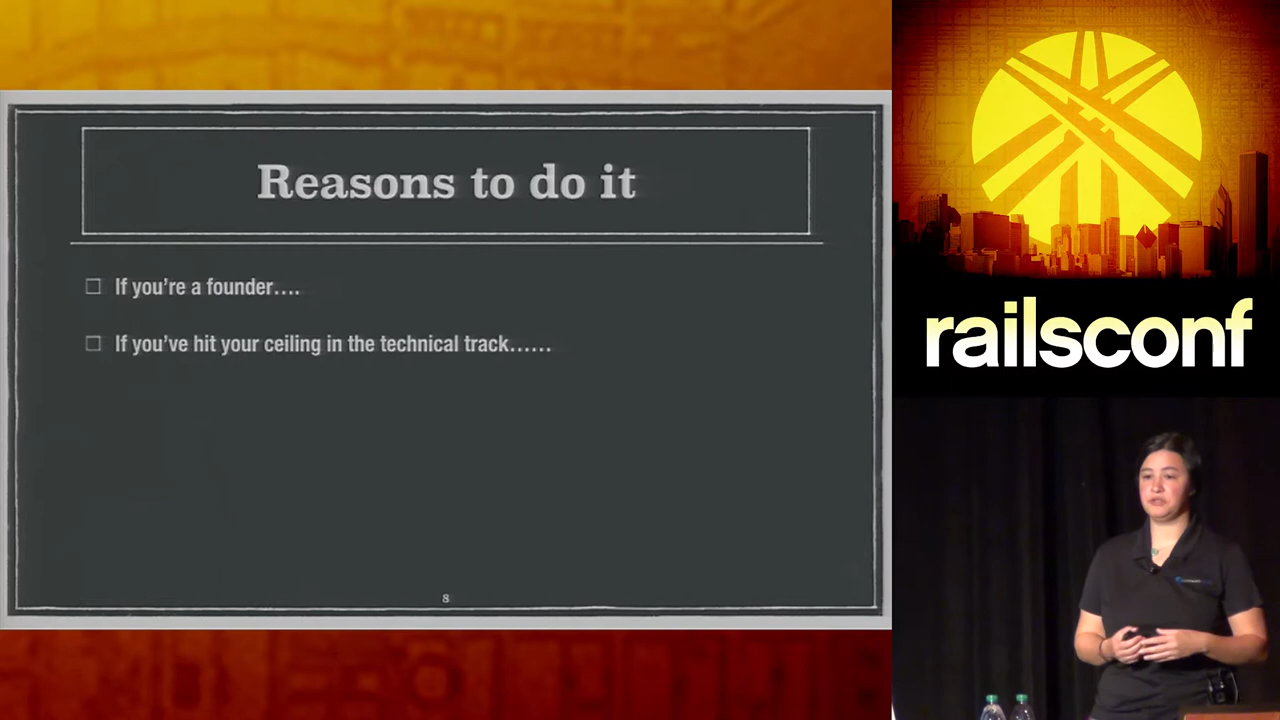 Reasons to do it
If you're a founder....
If you've hit your ceiling in the technical track......
8
railsconf